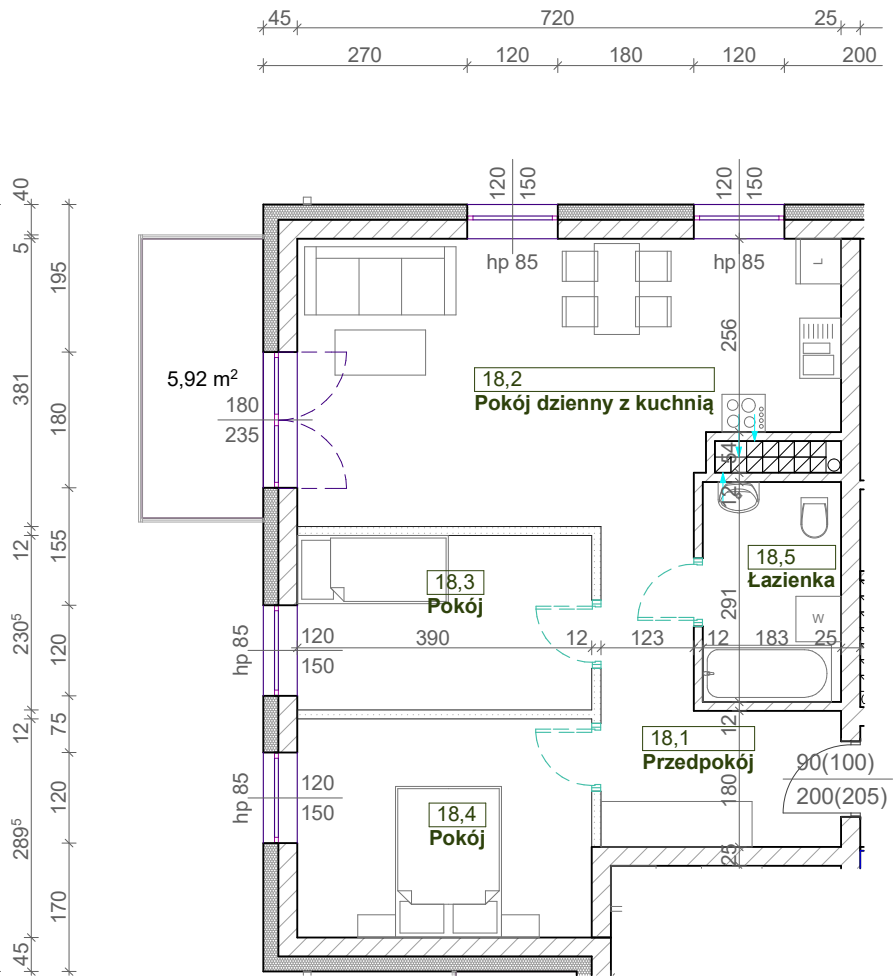 45 720 25
270 120 180 120 200
40
5
381
12
230⁵
12
289⁵
45
195
180
155
120
75
120
170
120
150
120
150
hp 85
hp 85
L
256
5,92 m²
180
235
18,2
Pokój dzienny z kuchnią
54
12
18,3
Pokój
18,5
Łazienka
291
W
hp 85
120
150
390 12 123 12 183 25
18,1
Przedpokój
12
90(100)
200(205)
180
hp 85
120
150
18,4
Pokój
25